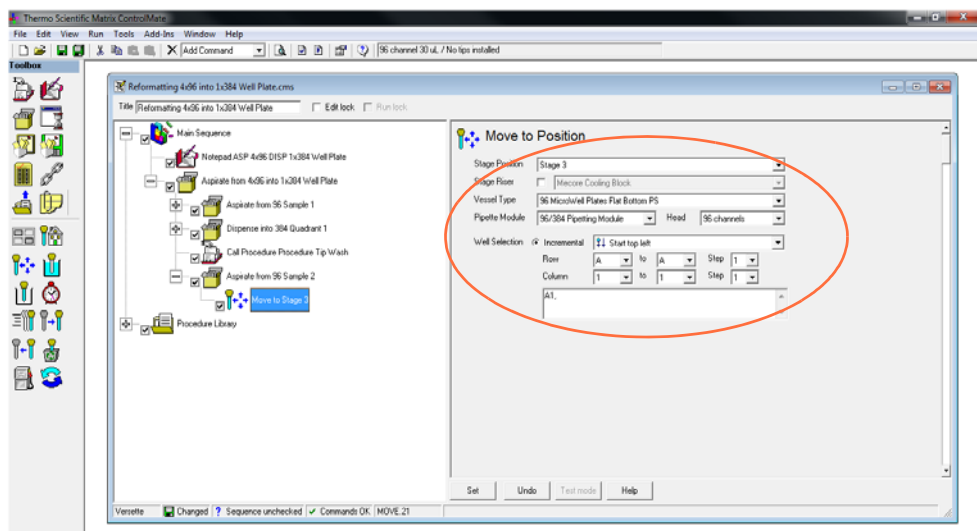 Thermo Scientific Matrix ControlMate
File Edit View Run Tools Add-Ins Window Help
Add Command 96 channel 30 uL / No tips installed
Toolbox
Reformatting 4x96 into 1x384 Well Plate.cms
Title Reformatting 4x96 into 1x384 Well Plate Edit lock Run lock
Main Sequence
Notepad ASP 4x96 DISP 1x384 Well Plate
Aspirate from 4x96 into 1x384 Well Plate
Aspirate from 96 Sample 1
Dispense into 384 Quadrant 1
Call Procedure Procedure Tip Wash
Aspirate from 96 Sample 2
Move to Stage 3
Procedure Library
Move to Position
Stage Position Stage 3
Stage Riser Mecore Cooling Block
Vessel Type 96 MicroWell Plates Flat Bottom PS
Pipette Module 96/384 Pipetting Module Head 96 channels
Well Selection Incremental Start top left
Row A to A Step 1
Column 1 to 1 Step 1
A1,
Set Undo Test mode Help
Versette Changed ? Sequence unchecked Commands OK MOVE.21